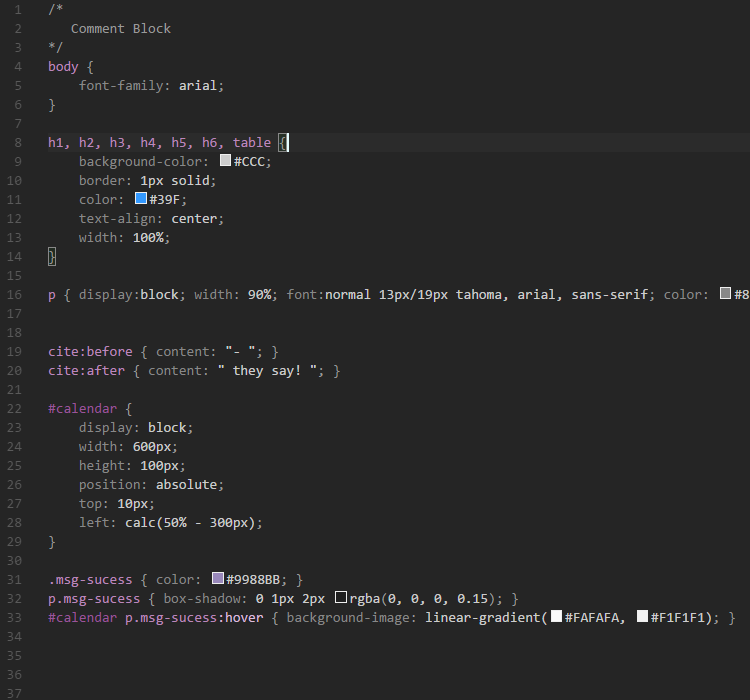 1 /*
2 Comment Block
3 */
4 body {
5 font-family: arial;
6 }
7
8 h1, h2, h3, h4, h5, h6, table {
9 background-color: #CCC;
10 border: 1px solid;
11 color: #39F;
12 text-align: center;
13 width: 100%;
14 }
15
16 p { display:block; width: 90%; font:normal 13px/19px tahoma, arial, sans-serif; color: #8
17
18
19 cite:before { content: "- "; }
20 cite:after { content: " they say! "; }
21
22 #calendar {
23 display: block;
24 width: 600px;
25 height: 100px;
26 position: absolute;
27 top: 10px;
28 left: calc(50% - 300px);
29 }
30
31 .msg-sucess { color: #9988BB; }
32 p.msg-sucess { box-shadow: 0 1px 2px rgba(0, 0, 0, 0.15); }
33 #calendar p.msg-sucess:hover { background-image: linear-gradient(#FAFAFA, #F1F1F1); }
34
35
36
37